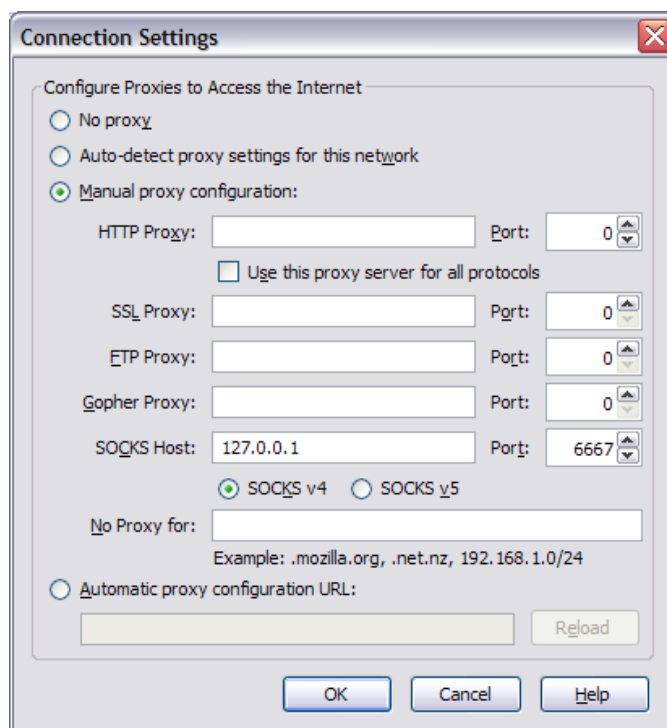 Connection Settings
Configure Proxies to Access the Internet
No proxy
Auto-detect proxy settings for this network
Manual proxy configuration:
HTTP Proxy: Port: 0
Use this proxy server for all protocols
SSL Proxy: Port: 0
FTP Proxy: Port: 0
Gopher Proxy: Port: 0
SOCKS Host: 127.0.0.1 Port: 6667
SOCKS v4 SOCKS v5
No Proxy for:
Example: .mozilla.org, .net.nz, 192.168.1.0/24
Automatic proxy configuration URL:
Reload
OK Cancel Help